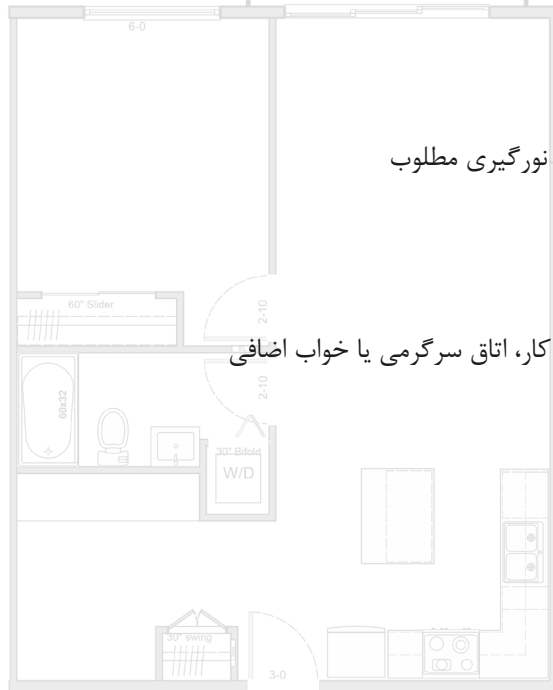 6-0
نورگیری مطلوب
60" Slider
2-10
کار، اتاق سرگرمی یا خواب اضافی
2-10
60x32
30" Bifold
W/D
30" swing
3-0